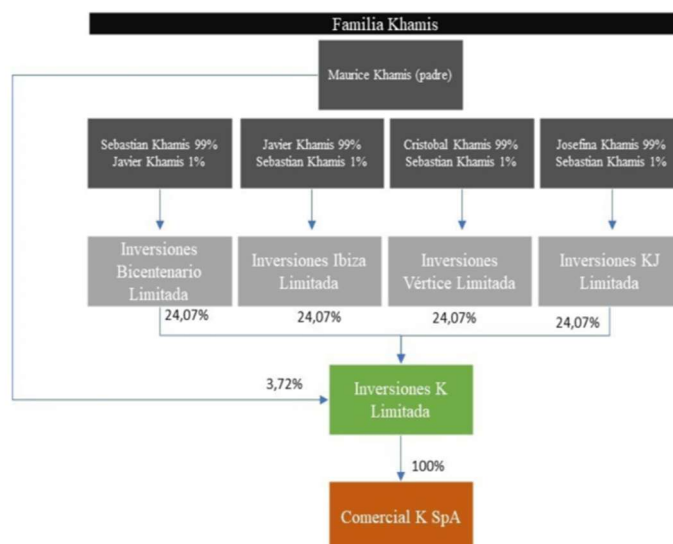 Familia Khamis
Maurice Khamis (padre)
Sebastian Khamis 99%
Javier Khamis 1%
Javier Khamis 99%
Sebastian Khamis 1%
Cristobal Khamis 99%
Sebastian Khamis 1%
Josefina Khamis 99%
Sebastian Khamis 1%
Inversiones
Bicentenario
Limitada
Inversiones Ibiza
Limitada
Inversiones
Vértice Limitada
Inversiones KJ
Limitada
24,07%
24,07%
24,07%
24,07%
3,72%
Inversiones K
Limitada
100%
Comercial K SpA